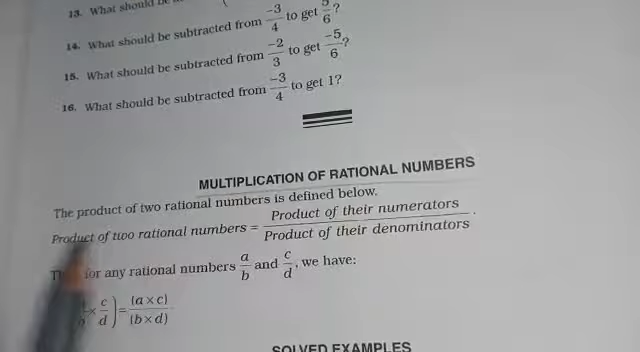 13. What should be
14. What should be subtracted from -3/4 to get 5/6?
15. What should be subtracted from -2/3 to get -5/6?
16. What should be subtracted from -3/4 to get 1?
MULTIPLICATION OF RATIONAL NUMBERS
The product of two rational numbers is defined below.
Product of two rational numbers = Product of their numerators / Product of their denominators.
for any rational numbers a/b and c/d, we have:
× c/d) = (a×c)/(b×d)
SOLVED EXAMPLES